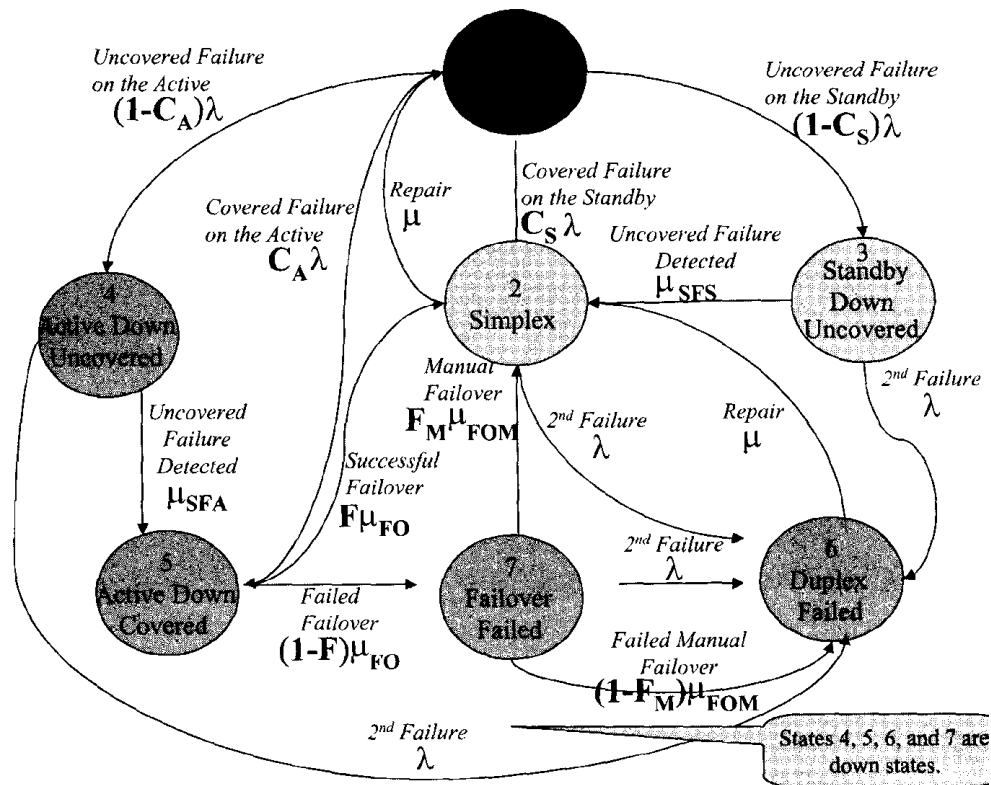 Uncovered Failure
on the Active
(1-C_A)λ
Uncovered Failure
on the Standby
(1-C_S)λ
Covered Failure
on the Active
C_Aλ
Repair
μ
Covered Failure
on the Standby
C_Sλ
Uncovered Failure
Detected
μ_SFS
3
Standby
Down
Uncovered
2
Simplex
4
Active Down
Uncovered
Uncovered
Failure
Detected
μ_SFA
Successful
Failover
Fμ_FO
Manual
Failover
F_Mμ_FOM
2nd Failure
λ
Repair
μ
2nd Failure
λ
5
Active Down
Covered
Failed
Failover
(1-F)μ_FO
7
Failover
Failed
2nd Failure
λ
6
Duplex
Failed
Failed Manual
Failover
(1-F_M)μ_FOM
2nd Failure
λ
States 4, 5, 6, and 7 are
down states.